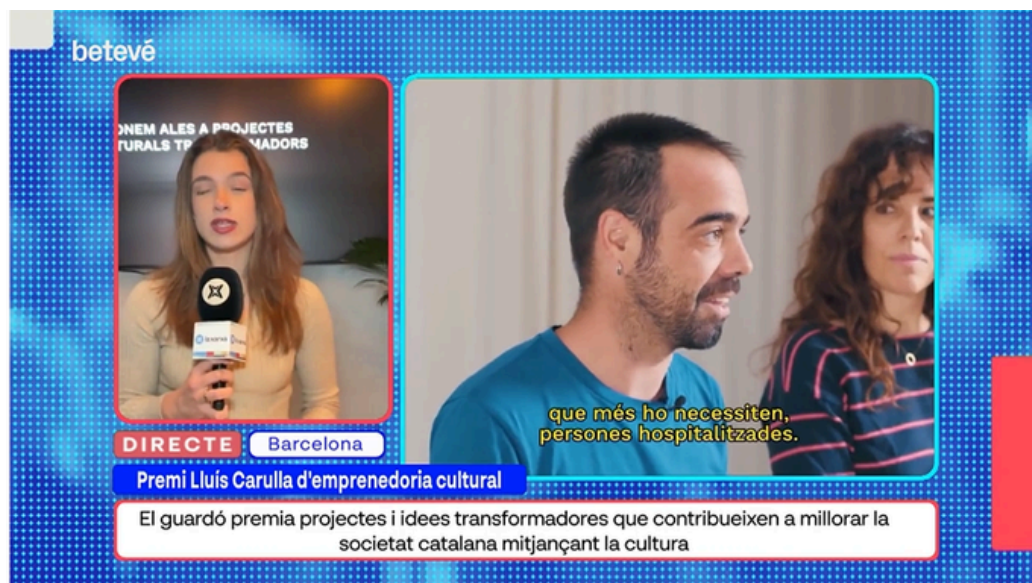 betevé
ONEM ALES A PROJECTES
TURALS TR MADORS
que més ho necessiten,
persones hospitalitzades.
DIRECTE
Barcelona
Premi Lluís Carulla d'emprenedoria cultural
El guardó premia projectes i idees transformadores que contribueixen a millorar la
societat catalana mitjançant la cultura